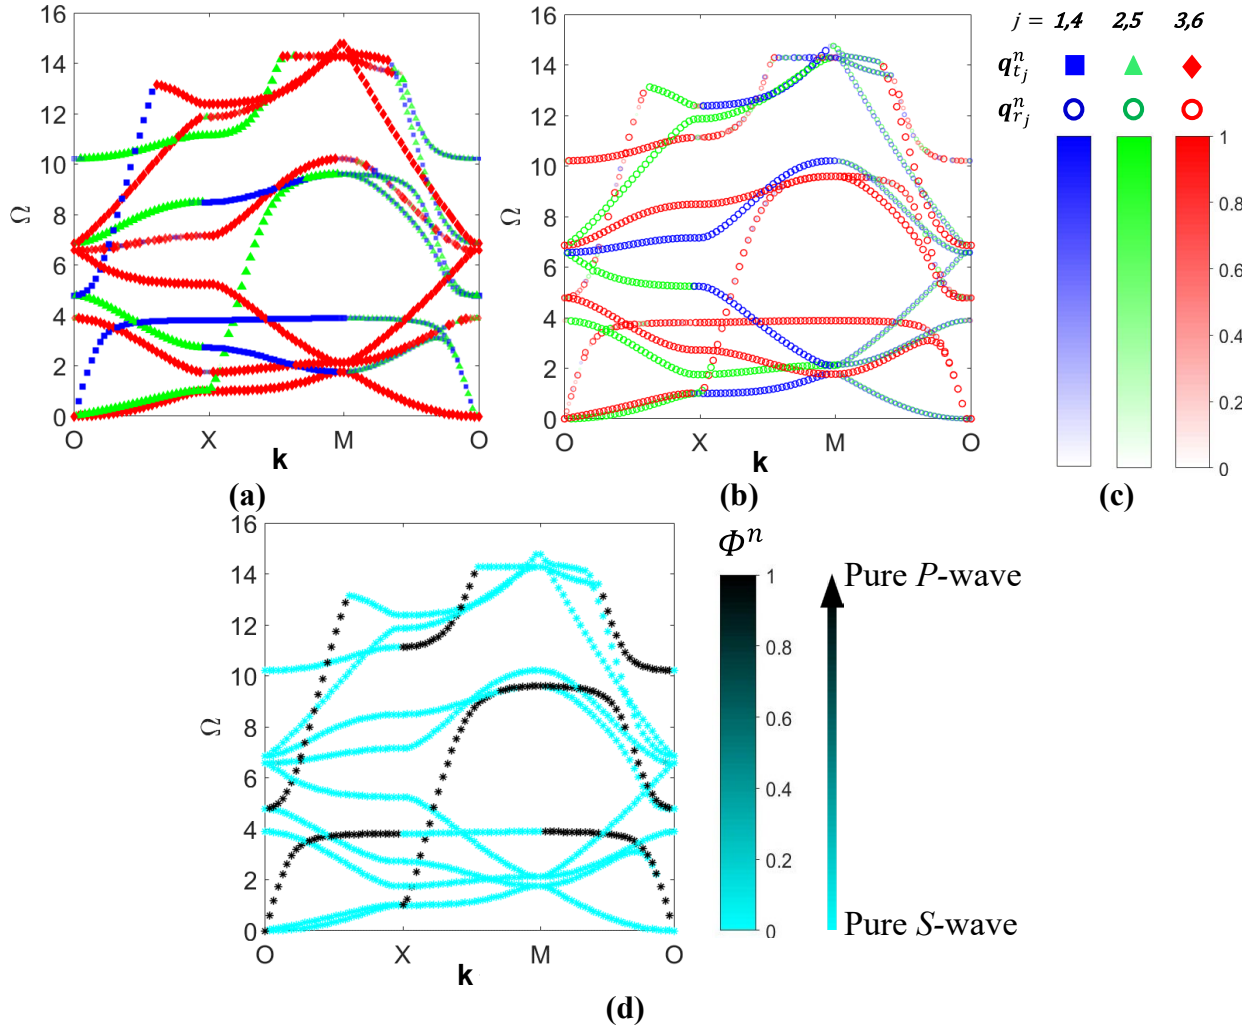 16
14
12
10
8
6
4
2
0
Ω
O
X
M
O
k
(a)
16
14
12
10
8
6
4
2
0
Ω
O
X
M
O
k
(b)
j = 1,4 2,5 3,6
q^n_{t_j}
q^n_{r_j}
1
0.8
0.6
0.4
0.2
0
(c)
16
14
12
10
8
6
4
2
0
Ω
O
X
M
O
k
Φ^n
1
0.8
0.6
0.4
0.2
0
Pure P-wave
Pure S-wave
(d)